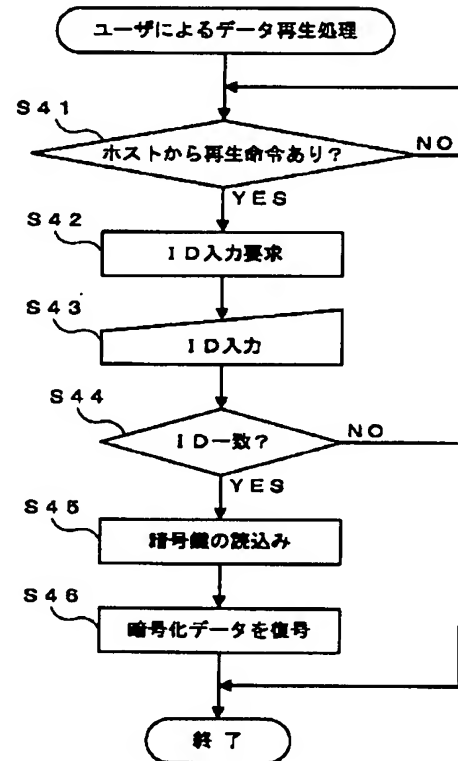 ユーザによるデータ再生処理
S41
ホストから再生命令あり?
NO
YES
S42
ID入力要求
S43
ID入力
S44
ID一致?
NO
YES
S45
暗号鍵の読込み
S46
暗号化データを復号
終了